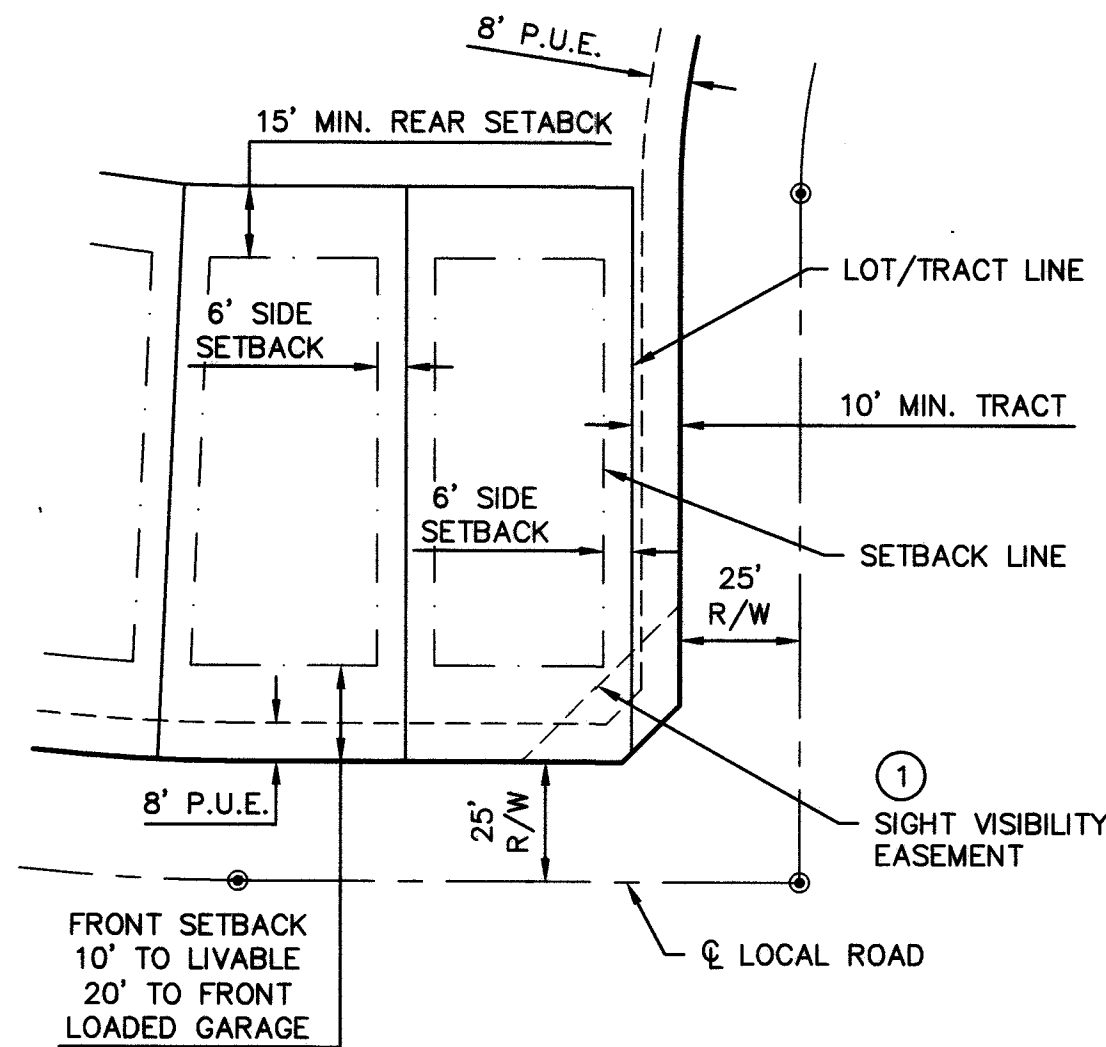 8' P.U.E.
15' MIN. REAR SETABCK
LOT/TRACT LINE
6' SIDE
SETBACK
10' MIN. TRACT
6' SIDE
SETBACK
SETBACK LINE
25'
R/W
1
SIGHT VISIBILITY
EASEMENT
8' P.U.E.
25'
R/W
FRONT SETBACK
10' TO LIVABLE
20' TO FRONT
LOADED GARAGE
℄ LOCAL ROAD